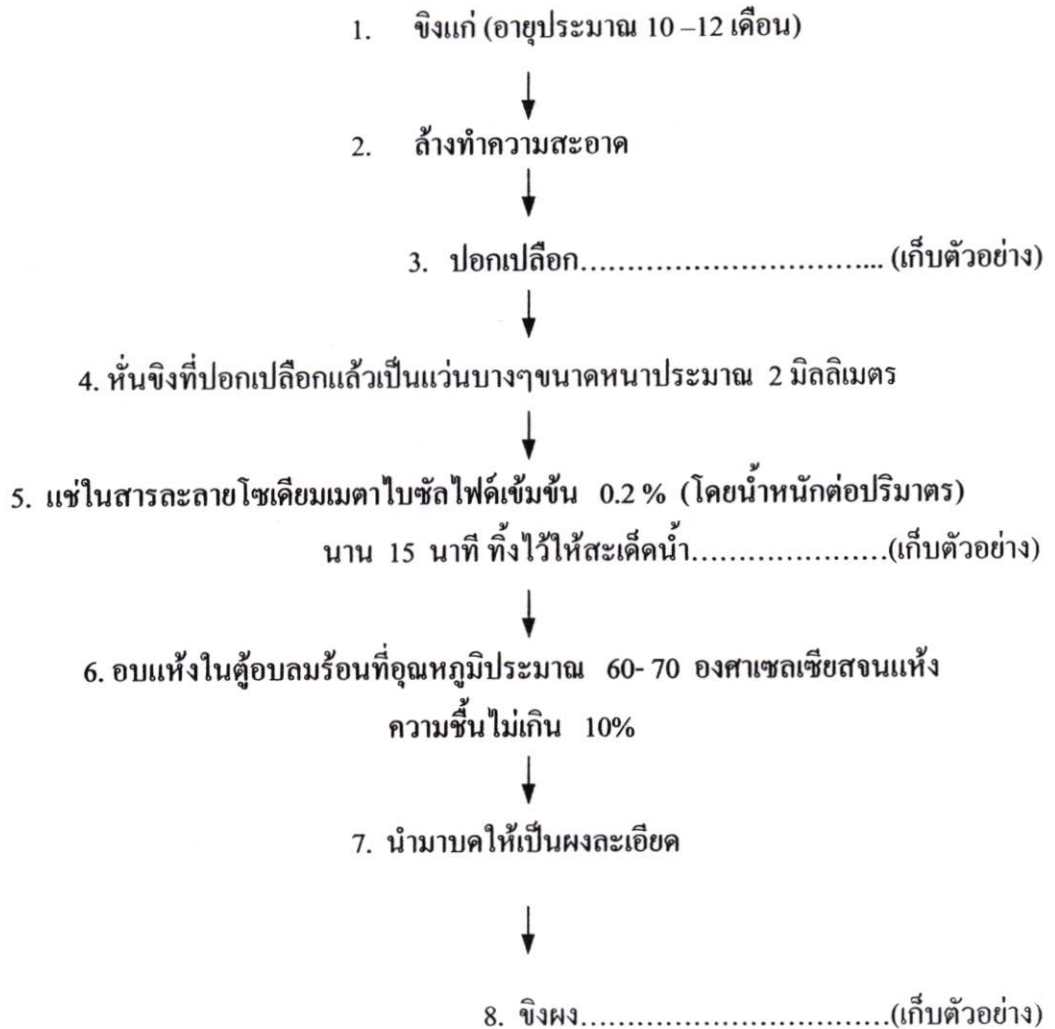 1. ขิงแก่ (อายุประมาณ 10 –12 เดือน)
2. ล้างทำความสะอาด
3. ปอกเปลือก................................. (เก็บตัวอย่าง)
4. หั่นขิงที่ปอกเปลือกแล้วเป็นแว่นบางๆขนาดหนาประมาณ 2 มิลลิเมตร
5. แช่ในสารละลายโซเดียมเมตาไบซัลไฟด์เข้มข้น 0.2 % (โดยน้ำหนักต่อปริมาตร)
นาน 15 นาที ทิ้งไว้ให้สะเด็ดน้ำ.....................(เก็บตัวอย่าง)
6. อบแห้งในตู้อบลมร้อนที่อุณหภูมิประมาณ 60- 70 องศาเซลเซียสจนแห้ง
ความชื้นไม่เกิน 10%
7. นำมาบดให้เป็นผงละเอียด
8. ขิงผง..................................(เก็บตัวอย่าง)